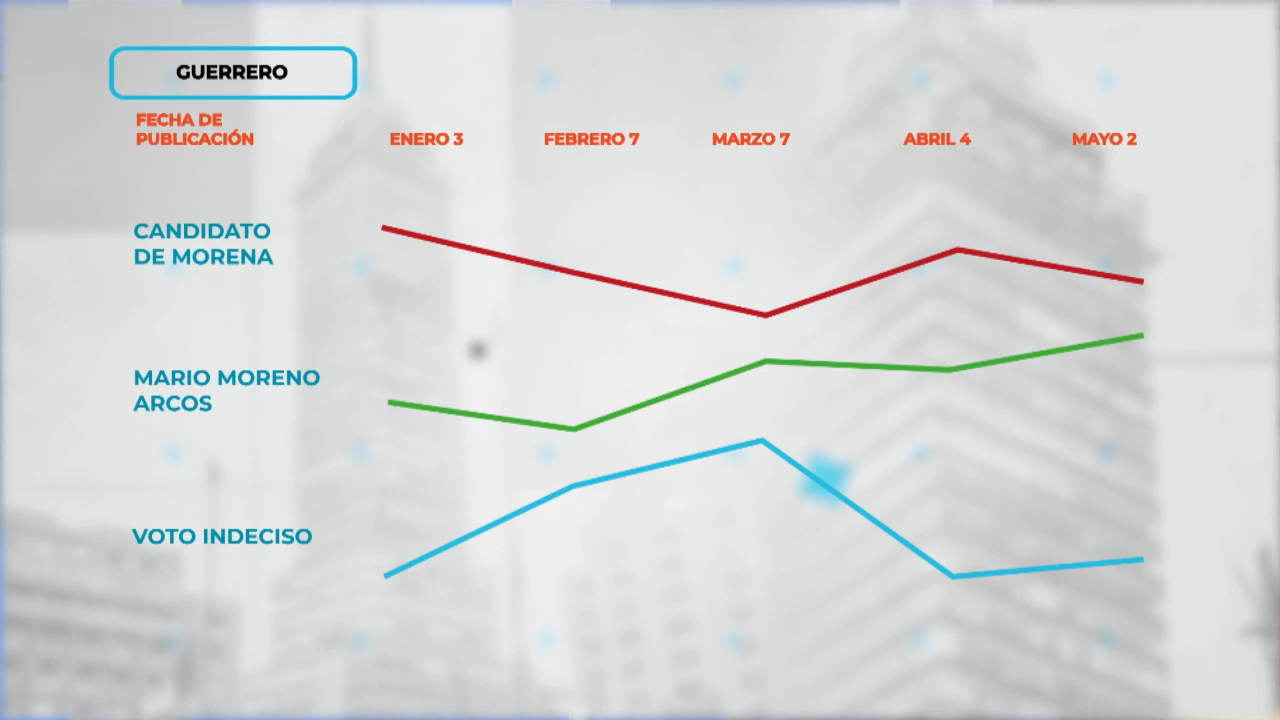 GUERRERO
FECHA DE
PUBLICACIÓN
ENERO 3
FEBRERO 7
MARZO 7
ABRIL 4
MAYO 2
CANDIDATO
DE MORENA
MARIO MORENO
ARCOS
VOTO INDECISO